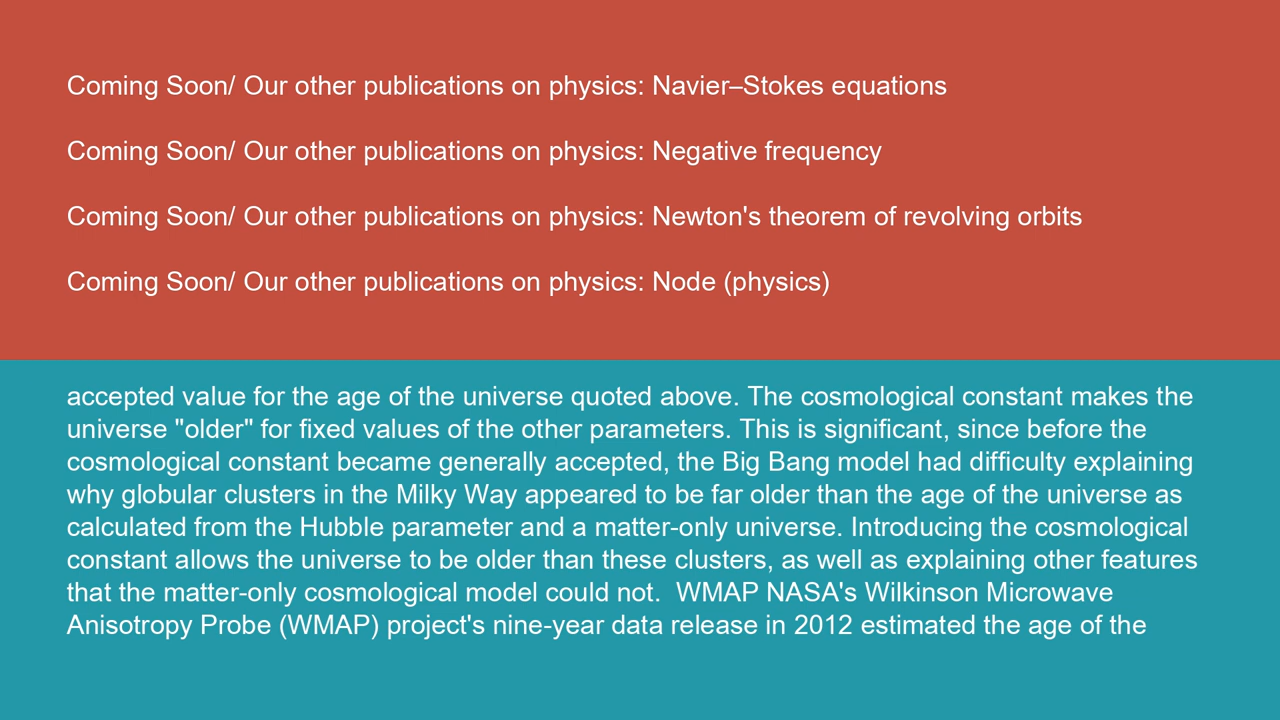 Coming Soon/ Our other publications on physics: Navier–Stokes equations
Coming Soon/ Our other publications on physics: Negative frequency
Coming Soon/ Our other publications on physics: Newton's theorem of revolving orbits
Coming Soon/ Our other publications on physics: Node (physics)
accepted value for the age of the universe quoted above. The cosmological constant makes the
universe "older" for fixed values of the other parameters. This is significant, since before the
cosmological constant became generally accepted, the Big Bang model had difficulty explaining
why globular clusters in the Milky Way appeared to be far older than the age of the universe as
calculated from the Hubble parameter and a matter-only universe. Introducing the cosmological
constant allows the universe to be older than these clusters, as well as explaining other features
that the matter-only cosmological model could not.  WMAP NASA's Wilkinson Microwave
Anisotropy Probe (WMAP) project's nine-year data release in 2012 estimated the age of the